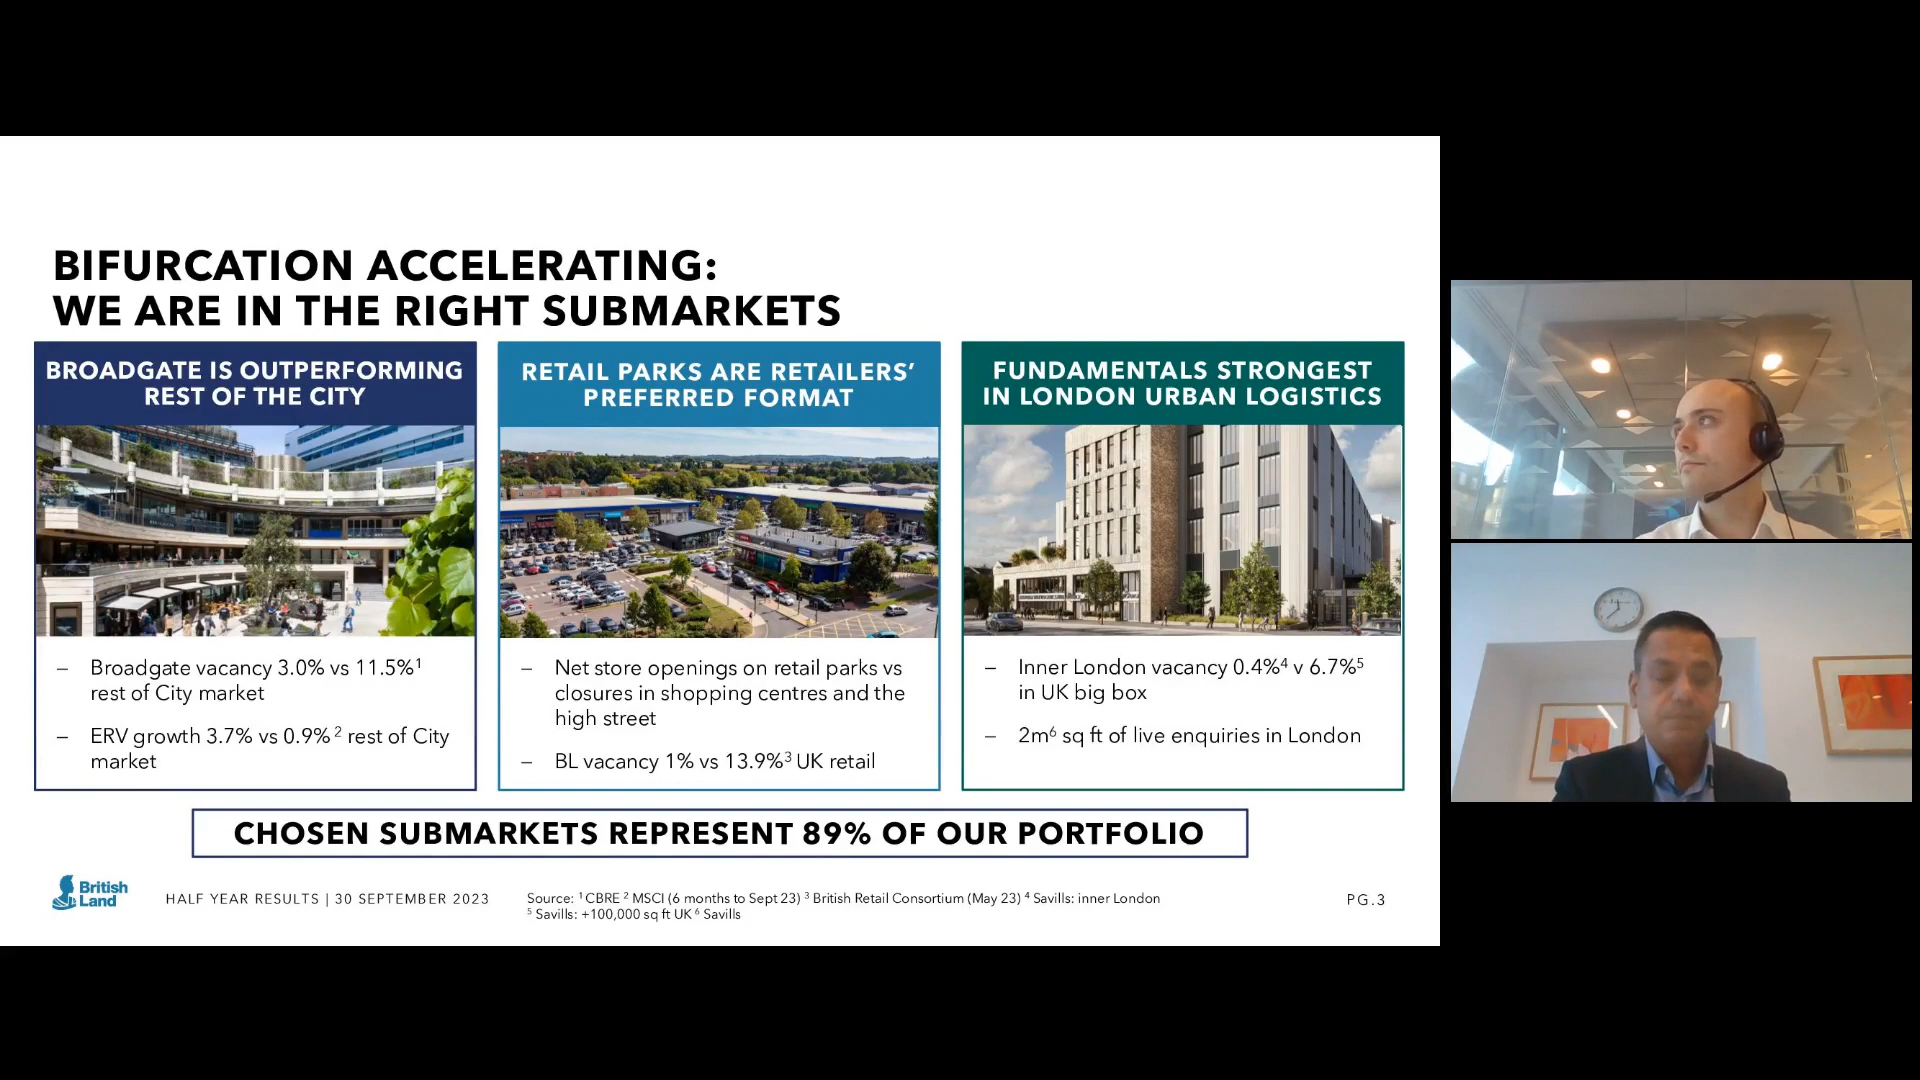 BIFURCATION ACCELERATING:
WE ARE IN THE RIGHT SUBMARKETS
BROADGATE IS OUTPERFORMING
REST OF THE CITY
– Broadgate vacancy 3.0% vs 11.5%¹
rest of City market
– ERV growth 3.7% vs 0.9% ² rest of City
market
RETAIL PARKS ARE RETAILERS’
PREFERRED FORMAT
– Net store openings on retail parks vs
closures in shopping centres and the
high street
– BL vacancy 1% vs 13.9%³ UK retail
FUNDAMENTALS STRONGEST
IN LONDON URBAN LOGISTICS
– Inner London vacancy 0.4%⁴ v 6.7%⁵
in UK big box
– 2m⁶ sq ft of live enquiries in London
CHOSEN SUBMARKETS REPRESENT 89% OF OUR PORTFOLIO
British
Land
HALF YEAR RESULTS | 30 SEPTEMBER 2023
Source: ¹ CBRE ² MSCI (6 months to Sept 23) ³ British Retail Consortium (May 23) ⁴ Savills: inner London
⁵ Savills: +100,000 sq ft UK ⁶ Savills
PG.3